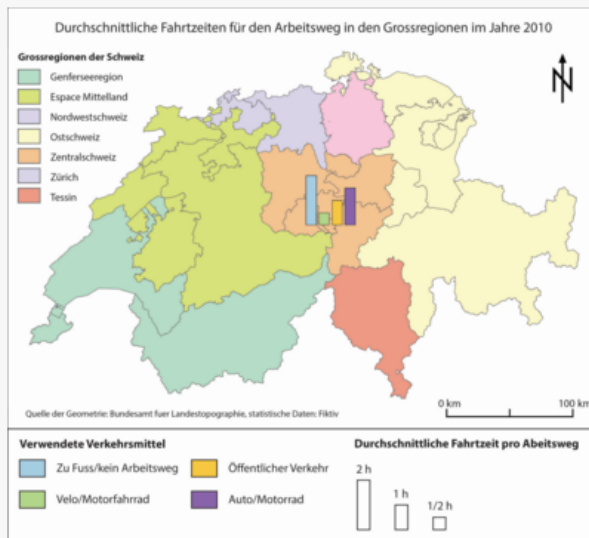 Durchschnittliche Fahrtzeiten für den Arbeitsweg in den Grossregionen im Jahre 2010
Grossregionen der Schweiz
Genferseeregion
Espace Mittelland
Nordwestschweiz
Ostschweiz
Zentralschweiz
Zürich
Tessin
N
0 km 100 km
Quelle der Geometrie: Bundesamt fuer Landestopographie, statistische Daten: Fiktiv
Verwendete Verkehrsmittel
Zu Fuss/kein Arbeitsweg
Öffentlicher Verkehr
Velo/Motorfahrrad
Auto/Motorrad
Durchschnittliche Fahrtzeit pro Abeitsweg
2 h
1 h
1/2 h